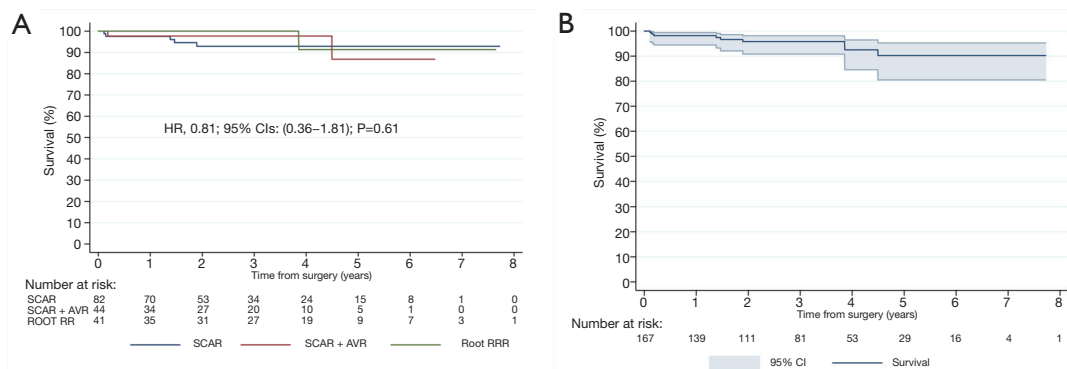 A
100
90
80
70
60
50
40
30
20
10
0
Survival (%)
HR, 0.81; 95% CIs: (0.36–1.81); P=0.61
0 1 2 3 4 5 6 7 8
Time from surgery (years)
Number at risk:
SCAR 82 70 53 34 24 15 8 1 0
SCAR + AVR 44 34 27 20 10 5 1 0 0
ROOT RR 41 35 31 27 19 9 7 3 1
SCAR SCAR + AVR Root RRR
B
100
90
80
70
60
50
40
30
20
10
0
Survival (%)
0 1 2 3 4 5 6 7 8
Time from surgery (years)
Number at risk:
167 139 111 81 53 29 16 4 1
95% CI Survival